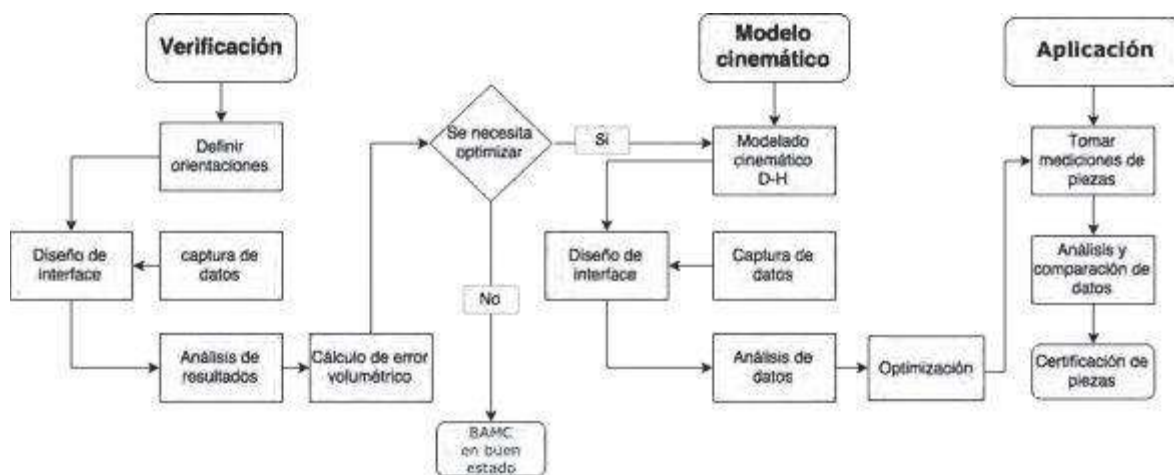 Verificación
Definir
orientaciones
Diseño de
interface
captura de
datos
Análisis de
resultados
Cálculo de error
volumétrico
Se necesita
optimizar
Si
No
BAMC
en buen
estado
Modelo
cinemático
Modelado
cinemático
D-H
Diseño de
interface
Captura de
datos
Análisis de
datos
Optimización
Aplicación
Tomar
mediciones de
piezas
Análisis y
comparación de
datos
Certificación de
piezas